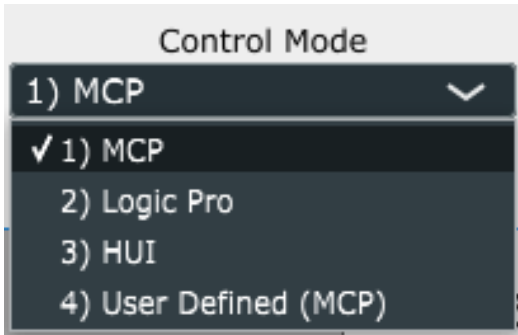 Control Mode
1) MCP
✓ 1) MCP
2) Logic Pro
3) HUI
4) User Defined (MCP)